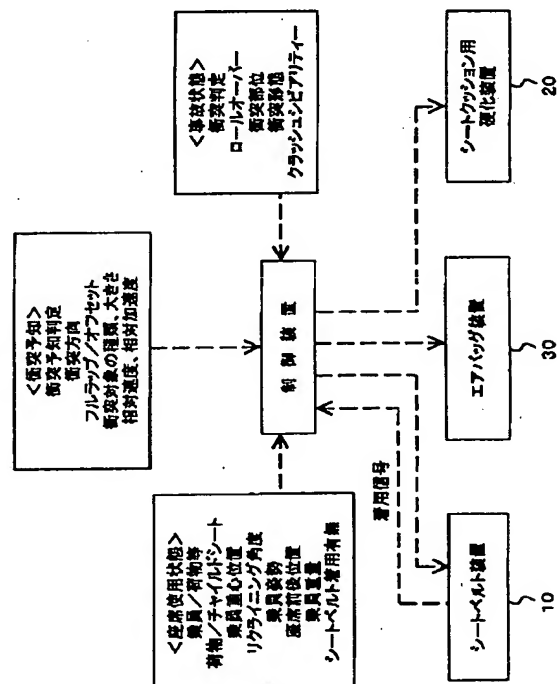 <衝突予知>
衝突予知判定
衝突方向
フルラップ/オフセット
衝突対象の種類、大きさ
相対速度、相対加速度
<座席使用状態>
乗員/荷物等
荷物/チャイルドシート
乗員重心位置
リクライニング角度
乗員姿勢
座席前後位置
乗員重量
シートベルト着用有無
<事故状態>
衝突判定
ロールオーバー
衝突部位
衝突形態
クラッシュシビアリティー
制御装置
着用信号
シートベルト装置
10
エアバッグ装置
30
シートクッション用
硬化装置
20